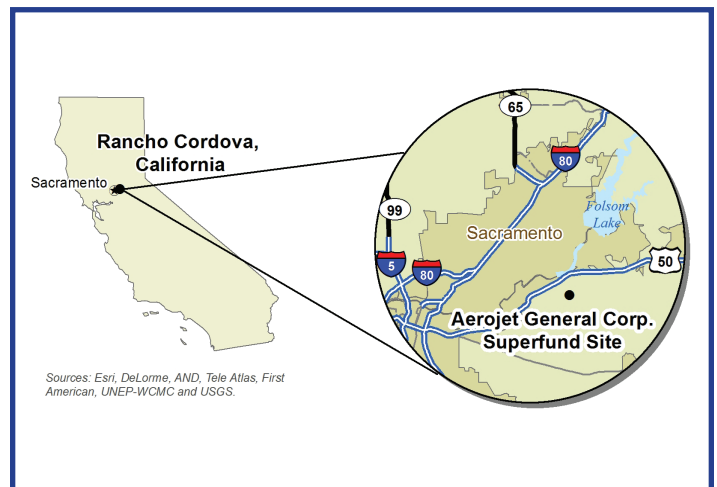 Rancho Cordova,
California
Sacramento
Sources: Esri, DeLorme, AND, Tele Atlas, First
American, UNEP-WCMC and USGS.
65
80
99
Folsom
Lake
Sacramento
5
80
50
Aerojet General Corp.
Superfund Site